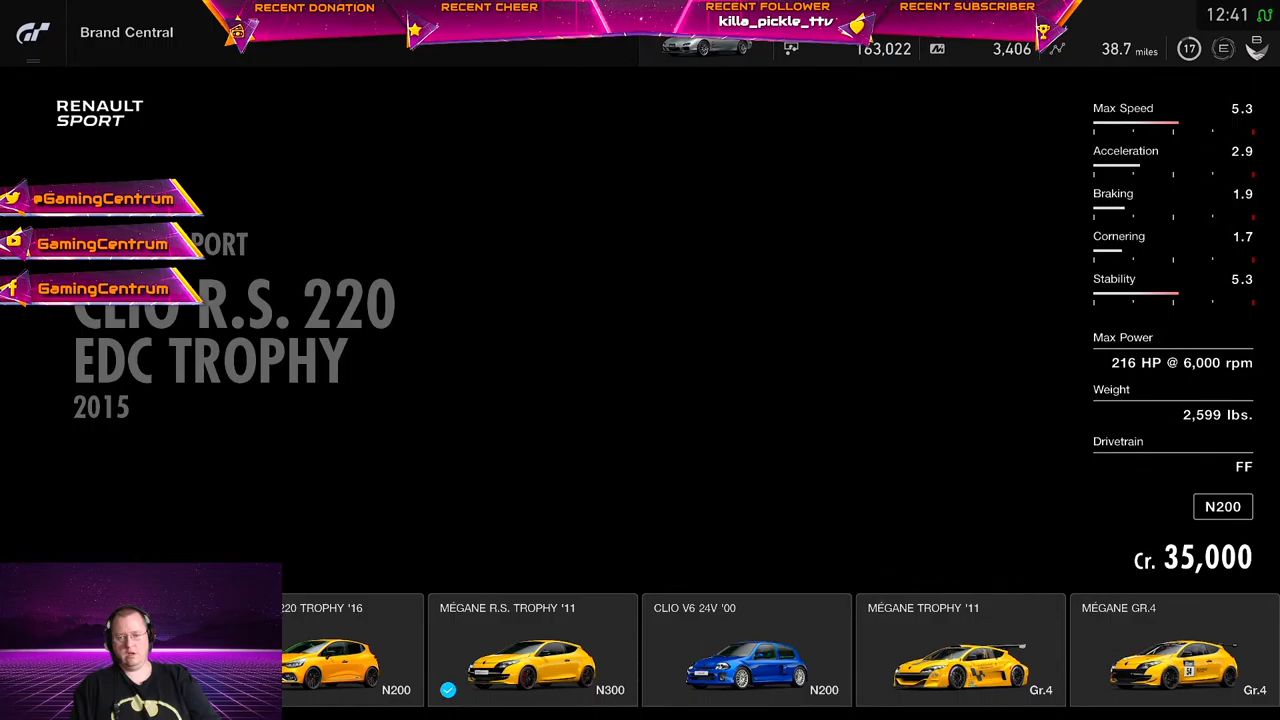 RECENT DONATION
RECENT CHEER
RECENT FOLLOWER
killa_pickle_ttv
RECENT SUBSCRIBER
12:41
Brand Central
163,022
3,406
38.7 miles
17
E
B
RENAULT
SPORT
@GamingCentrum
GamingCentrum
GamingCentrum
PORT
CLIO R.S. 220
EDC TROPHY
2015
Max Speed 5.3
Acceleration 2.9
Braking 1.9
Cornering 1.7
Stability 5.3
Max Power
216 HP @ 6,000 rpm
Weight
2,599 lbs.
Drivetrain
FF
N200
Cr. 35,000
220 TROPHY '16
N200
MÉGANE R.S. TROPHY '11
N300
CLIO V6 24V '00
N200
MÉGANE TROPHY '11
Gr.4
MÉGANE GR.4
Gr.4